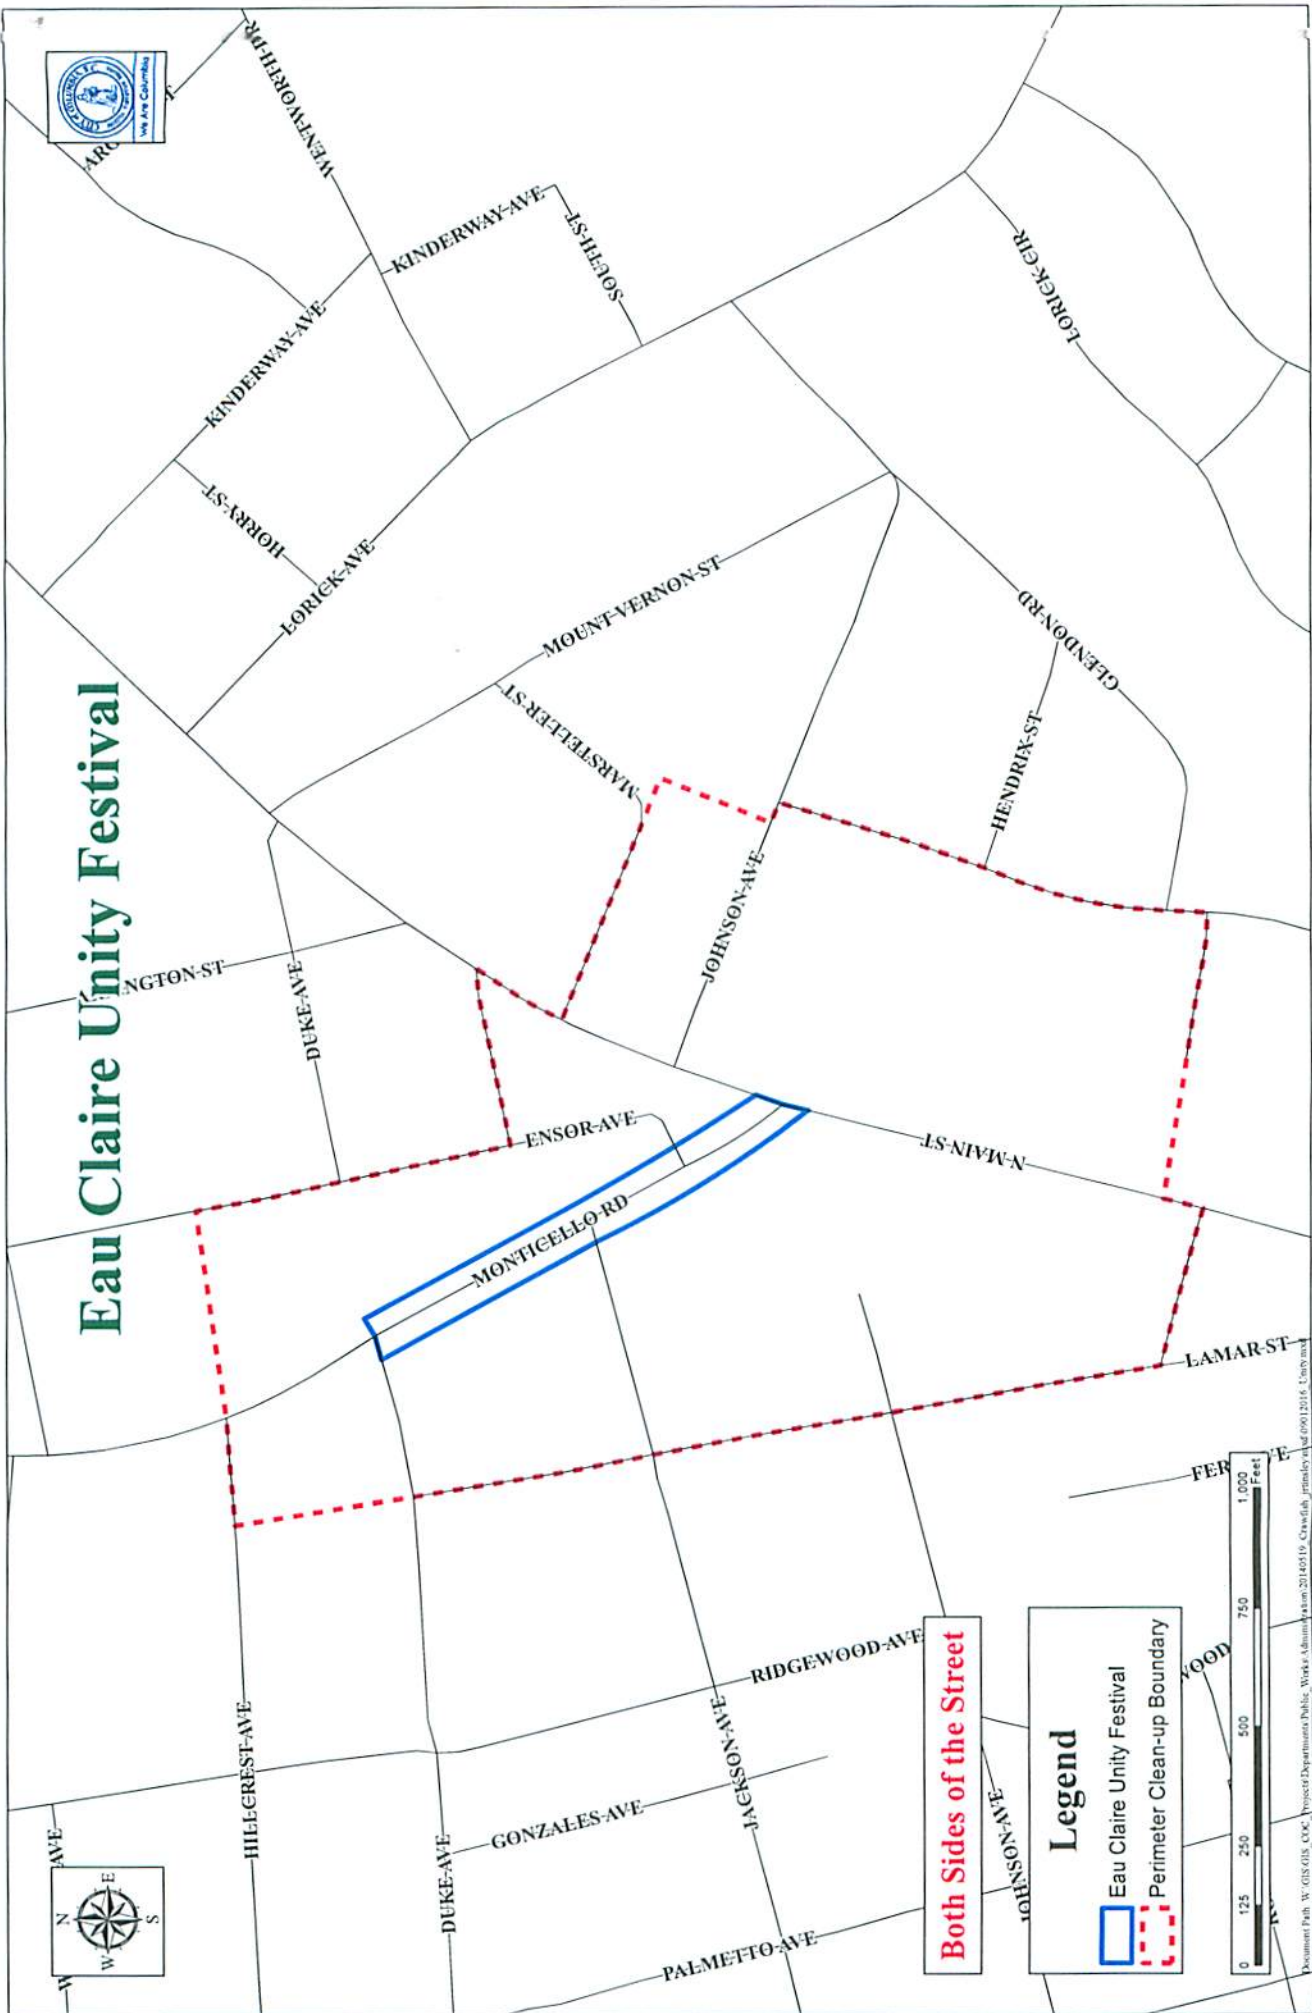 Eau Claire Unity Festival
We Are Columbia
N
W
E
S
AVE
HILLCREST AVE
DUKE AVE
GONZALES AVE
JACKSON AVE
PALMETTO AVE
RIDGEWOOD AVE
JOHNSON AVE
LAMAR ST
MONTICELLO RD
ENSOR AVE
DUKE AVE
NGTON ST
N MAIN ST
JOHNSON AVE
MARSTELLER ST
MOUNT VERNON ST
HENDRIX ST
GLENDON RD
LORICK AVE
HORRY ST
KINDERWAY AVE
KINDERWAY AVE
SOUTH ST
WENTWORTH DR
LORICK CIR
Both Sides of the Street
Legend
Eau Claire Unity Festival
Perimeter Clean-up Boundary
0 125 250 500 750 1,000
Feet